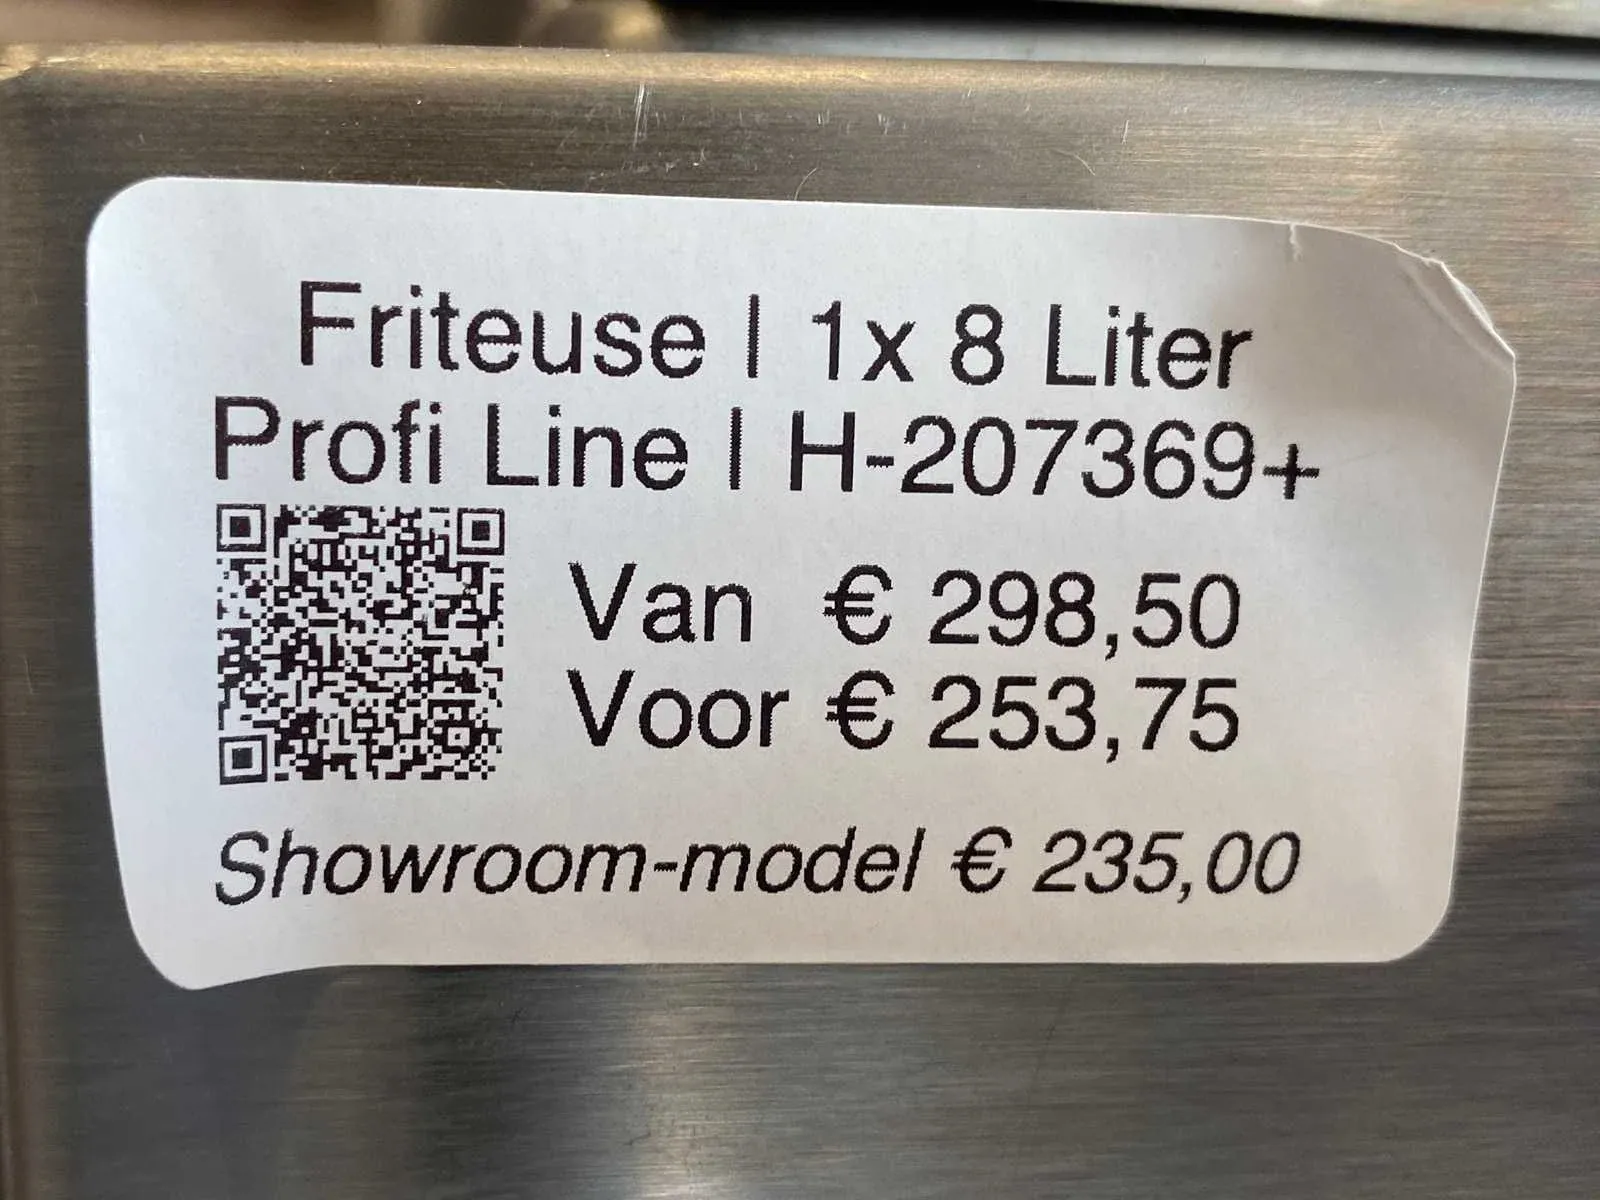 Friteuse | 1x 8 Liter
Profi Line | H-207369+
Van € 298,50
Voor € 253,75
Showroom-model € 235,00